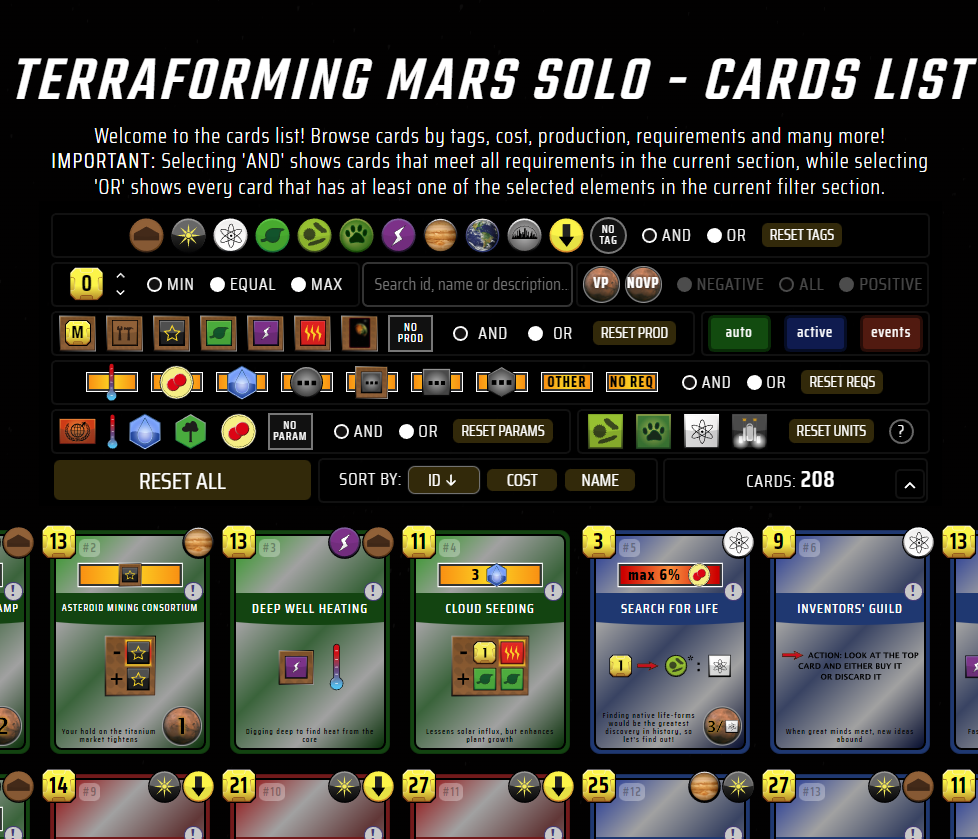 TERRAFORMING MARS SOLO - CARDS LIST
Welcome to the cards list! Browse cards by tags, cost, production, requirements and many more!
IMPORTANT: Selecting 'AND' shows cards that meet all requirements in the current section, while selecting
'OR' shows every card that has at least one of the selected elements in the current filter section.
NO TAG AND OR RESET TAGS
0 MIN EQUAL MAX Search id, name or description.. VP NOVP NEGATIVE ALL POSITIVE
M NO PROD AND OR RESET PROD auto active events
OTHER NO REQ AND OR RESET REQS
NO PARAM AND OR RESET PARAMS RESET UNITS ?
RESET ALL SORT BY: ID ↓ COST NAME CARDS: 208
13 #2 13 #3 11 #4 3 #5 9 #6 13
! ! ! ! ! !
3 max 6%
AMP ASTEROID MINING CONSORTIUM DEEP WELL HEATING CLOUD SEEDING SEARCH FOR LIFE INVENTORS' GUILD
- + - 1 + 1 * : ACTION: LOOK AT THE TOP
CARD AND EITHER BUY IT
OR DISCARD IT
2 Your hold on the titanium
market tightens
1
Digging deep to find heat from the
core
Lessens solar influx, but enhances
plant growth
Finding native life-forms
would be the greatest
discovery in history, so
let's find out!
3/
When great minds meet, new ideas
abound
14 #9 21 #10 27 #11 25 #12 27 #13 11
! ! ! ! ! !